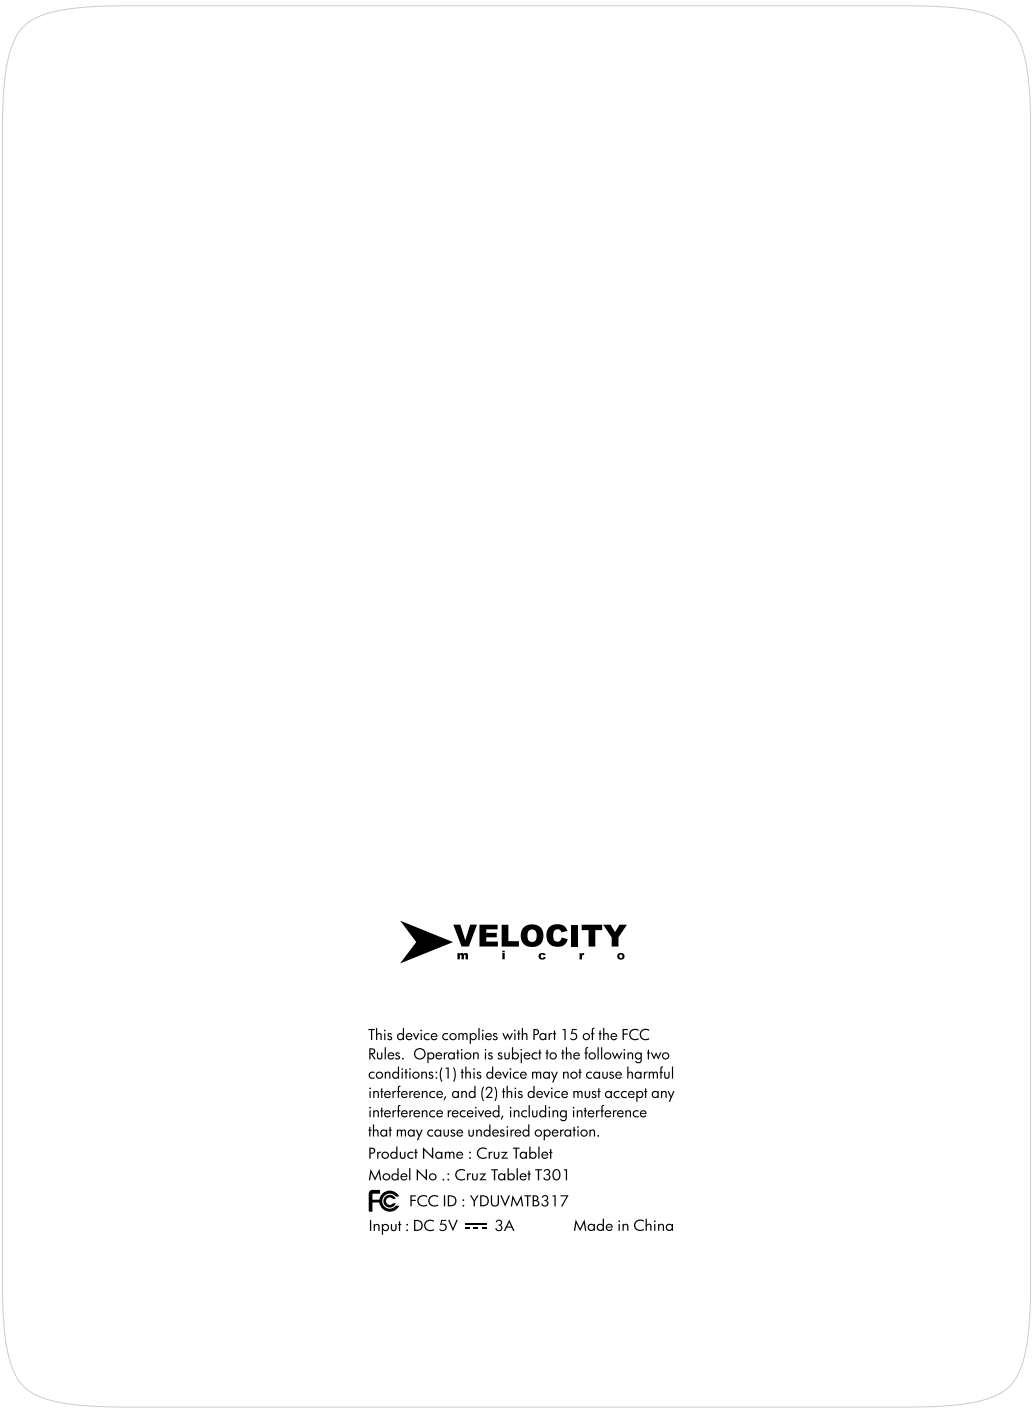 VELOCITY
micro
This device complies with Part 15 of the FCC
Rules.  Operation is subject to the following two
conditions:(1) this device may not cause harmful
interference, and (2) this device must accept any
interference received, including interference
that may cause undesired operation.
Product Name : Cruz Tablet
Model No .: Cruz Tablet T301
FC FCC ID : YDUVMTB317
Input : DC 5V ⎓ 3A Made in China